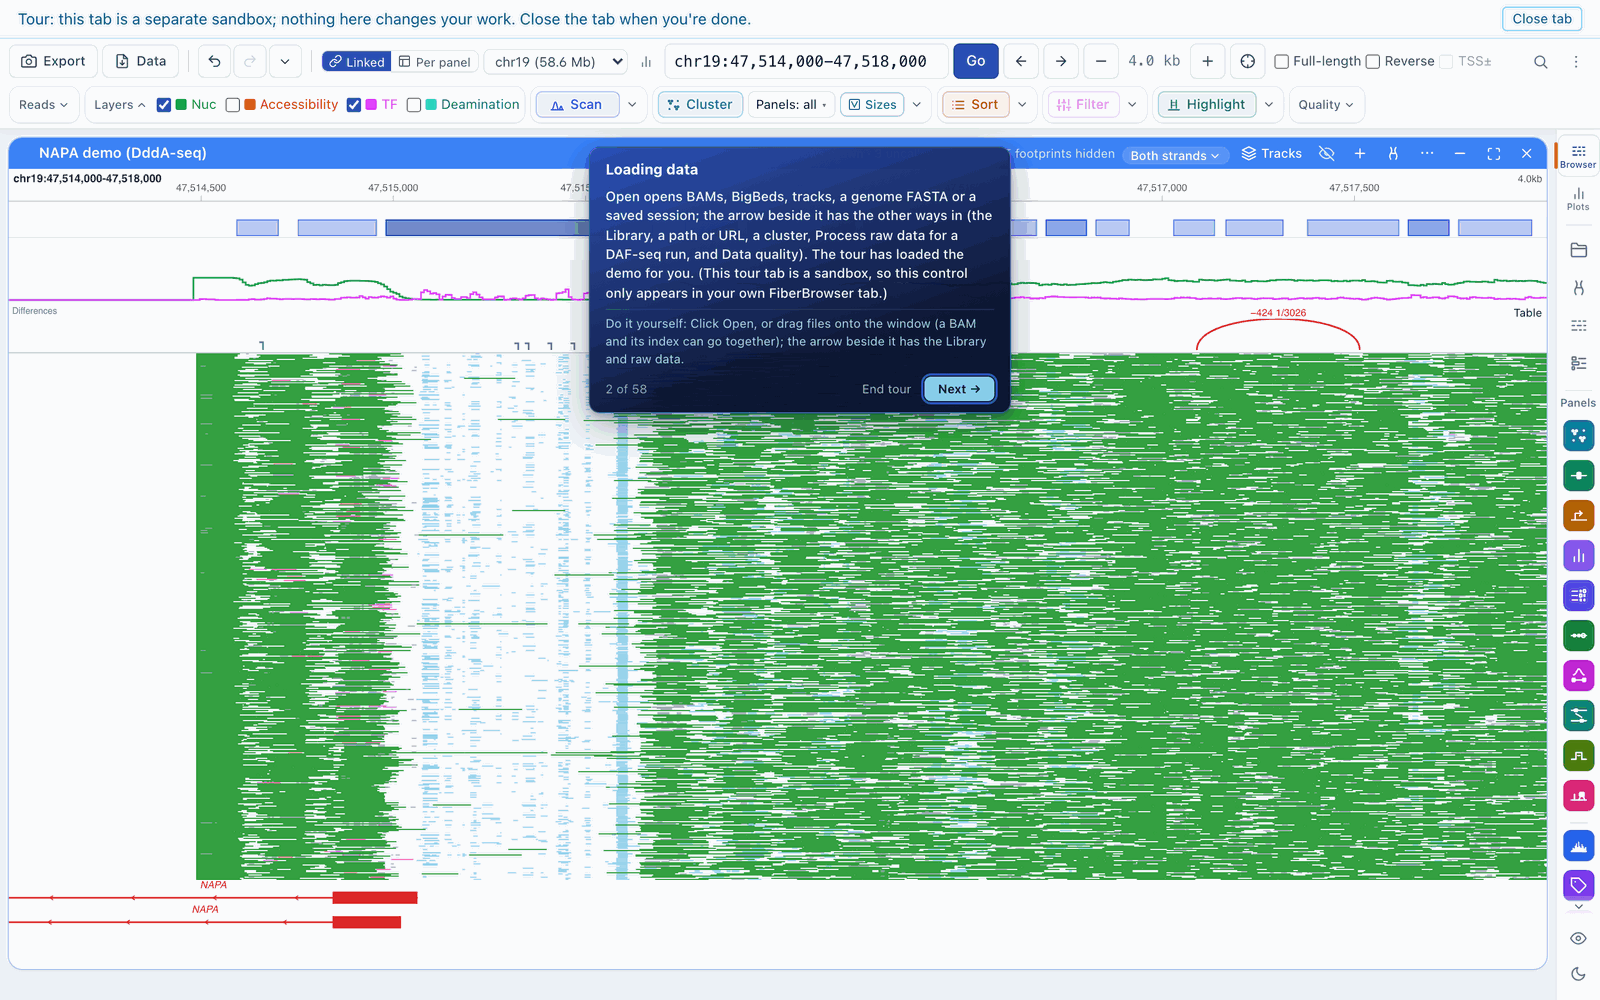 Tour: this tab is a separate sandbox; nothing here changes your work. Close the tab when you're done.
Close tab
Export
Data
Linked
Per panel
chr19 (58.6 Mb)
chr19:47,514,000–47,518,000
Go
4.0 kb
Full-length
Reverse
TSS±
Reads
Layers
Nuc
Accessibility
TF
Deamination
Scan
Cluster
Panels: all
Sizes
Sort
Filter
Highlight
Quality
NAPA demo (DddA-seq)
footprints hidden
Both strands
Tracks
Browser
chr19:47,514,000-47,518,000
47,514,500
47,515,000
47,515
47,517,000
47,517,500
4.0kb
Plots
Loading data
Open opens BAMs, BigBeds, tracks, a genome FASTA or a
saved session; the arrow beside it has the other ways in (the
Library, a path or URL, a cluster, Process raw data for a
DAF-seq run, and Data quality). The tour has loaded the
demo for you. (This tour tab is a sandbox, so this control
only appears in your own FiberBrowser tab.)
Do it yourself: Click Open, or drag files onto the window (a BAM
and its index can go together); the arrow beside it has the Library
and raw data.
2 of 58
End tour
Next →
Differences
−424 1/3026
Table
Panels
NAPA
NAPA